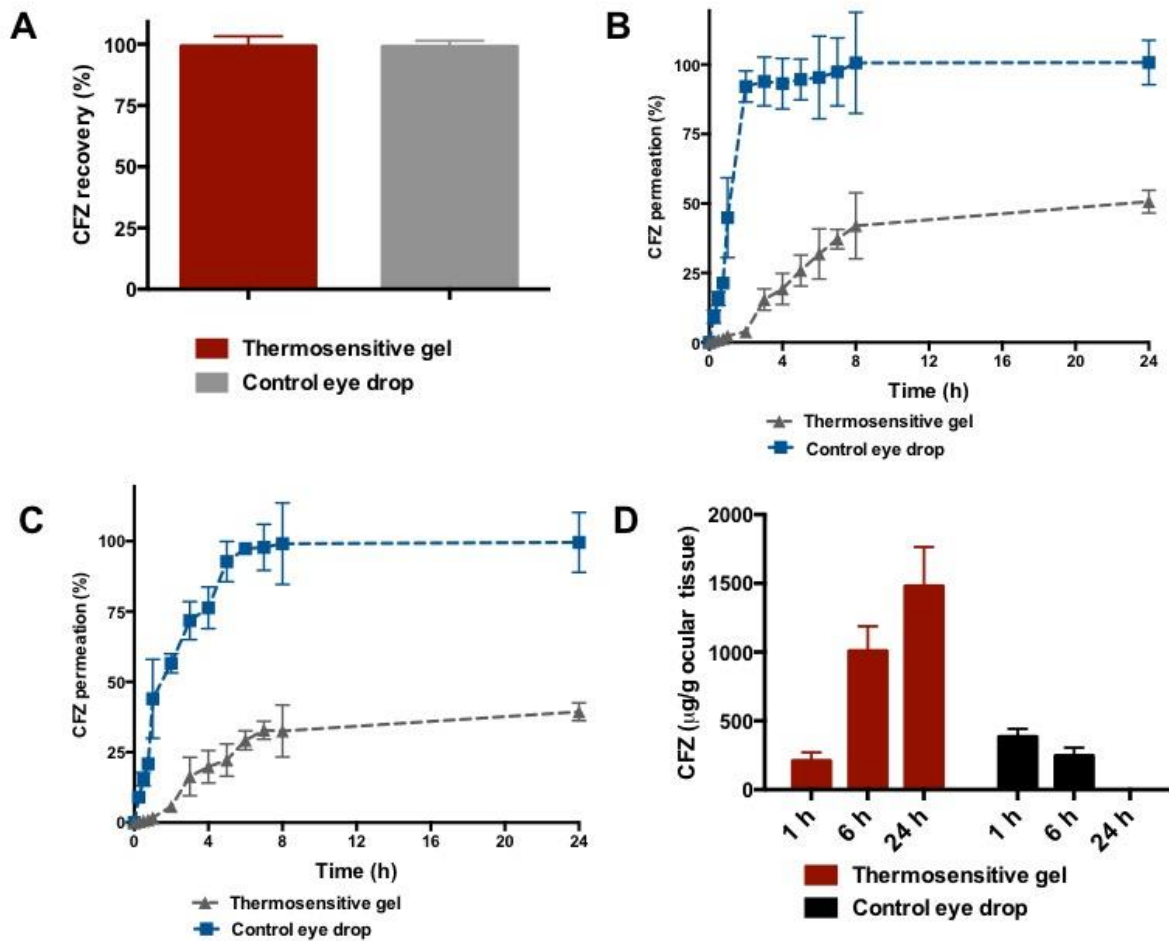 A
CFZ recovery (%)
100
75
50
25
0
Thermosensitive gel
Control eye drop
B
CFZ permeation (%)
100
75
50
25
0
0 4 8 12 16 20 24
Time (h)
Thermosensitive gel
Control eye drop
C
CFZ permeation (%)
100
75
50
25
0
0 4 8 12 16 20 24
Time (h)
Thermosensitive gel
Control eye drop
D
CFZ (µg/g ocular tissue)
2000
1500
1000
500
0
1 h 6 h 24 h 1 h 6 h 24 h
Thermosensitive gel
Control eye drop